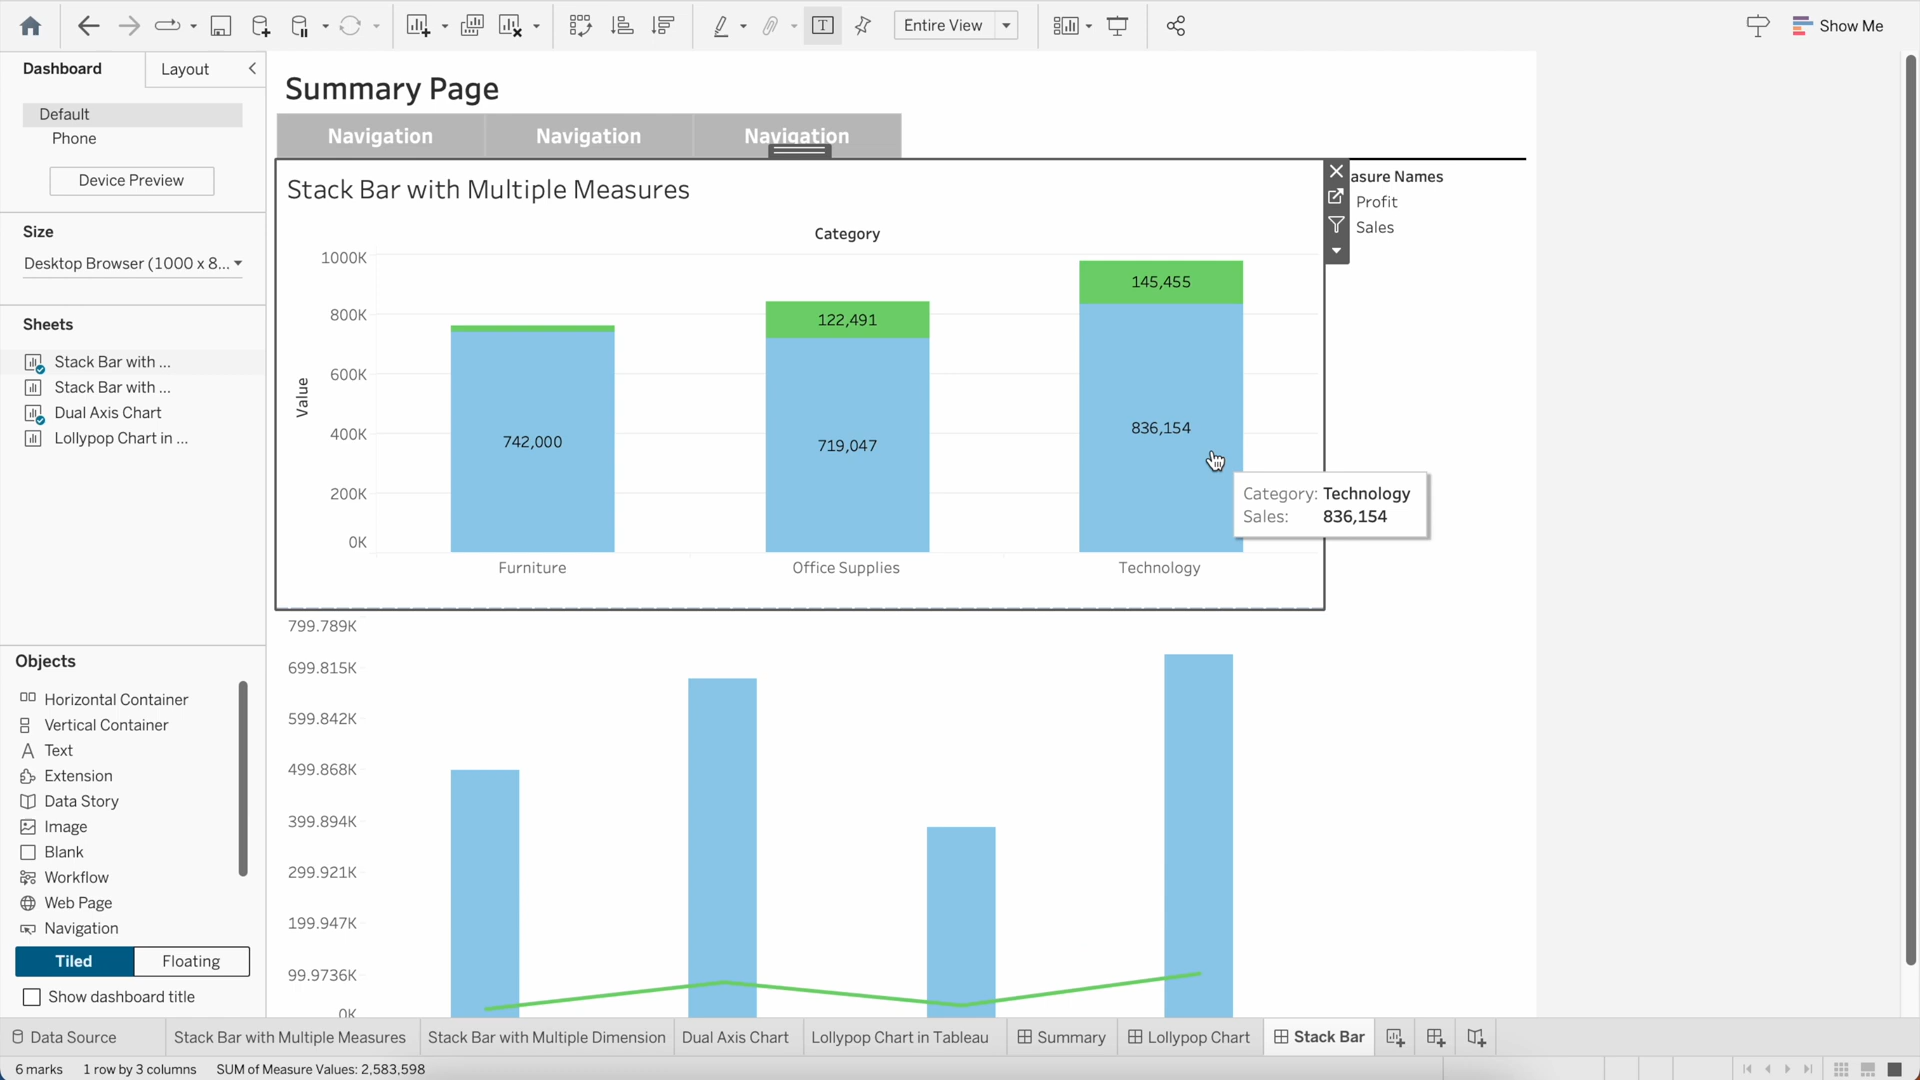 Entire View
Show Me
Dashboard
Layout
Default
Phone
Device Preview
Size
Desktop Browser (1000 x 8...
Sheets
Stack Bar with ...
Stack Bar with ...
Dual Axis Chart
Lollypop Chart in ...
Objects
Horizontal Container
Vertical Container
Text
Extension
Data Story
Image
Blank
Workflow
Web Page
Navigation
Tiled
Floating
Show dashboard title
Summary Page
Navigation
Navigation
Navigation
Stack Bar with Multiple Measures
asure Names
Profit
Sales
Category
Value
1000K
800K
600K
400K
200K
0K
742,000
122,491
719,047
145,455
836,154
Category: Technology
Sales: 836,154
Furniture
Office Supplies
Technology
799.789K
699.815K
599.842K
499.868K
399.894K
299.921K
199.947K
99.9736K
0K
Data Source
Stack Bar with Multiple Measures
Stack Bar with Multiple Dimension
Dual Axis Chart
Lollypop Chart in Tableau
Summary
Lollypop Chart
Stack Bar
6 marks
1 row by 3 columns
SUM of Measure Values: 2,583,598